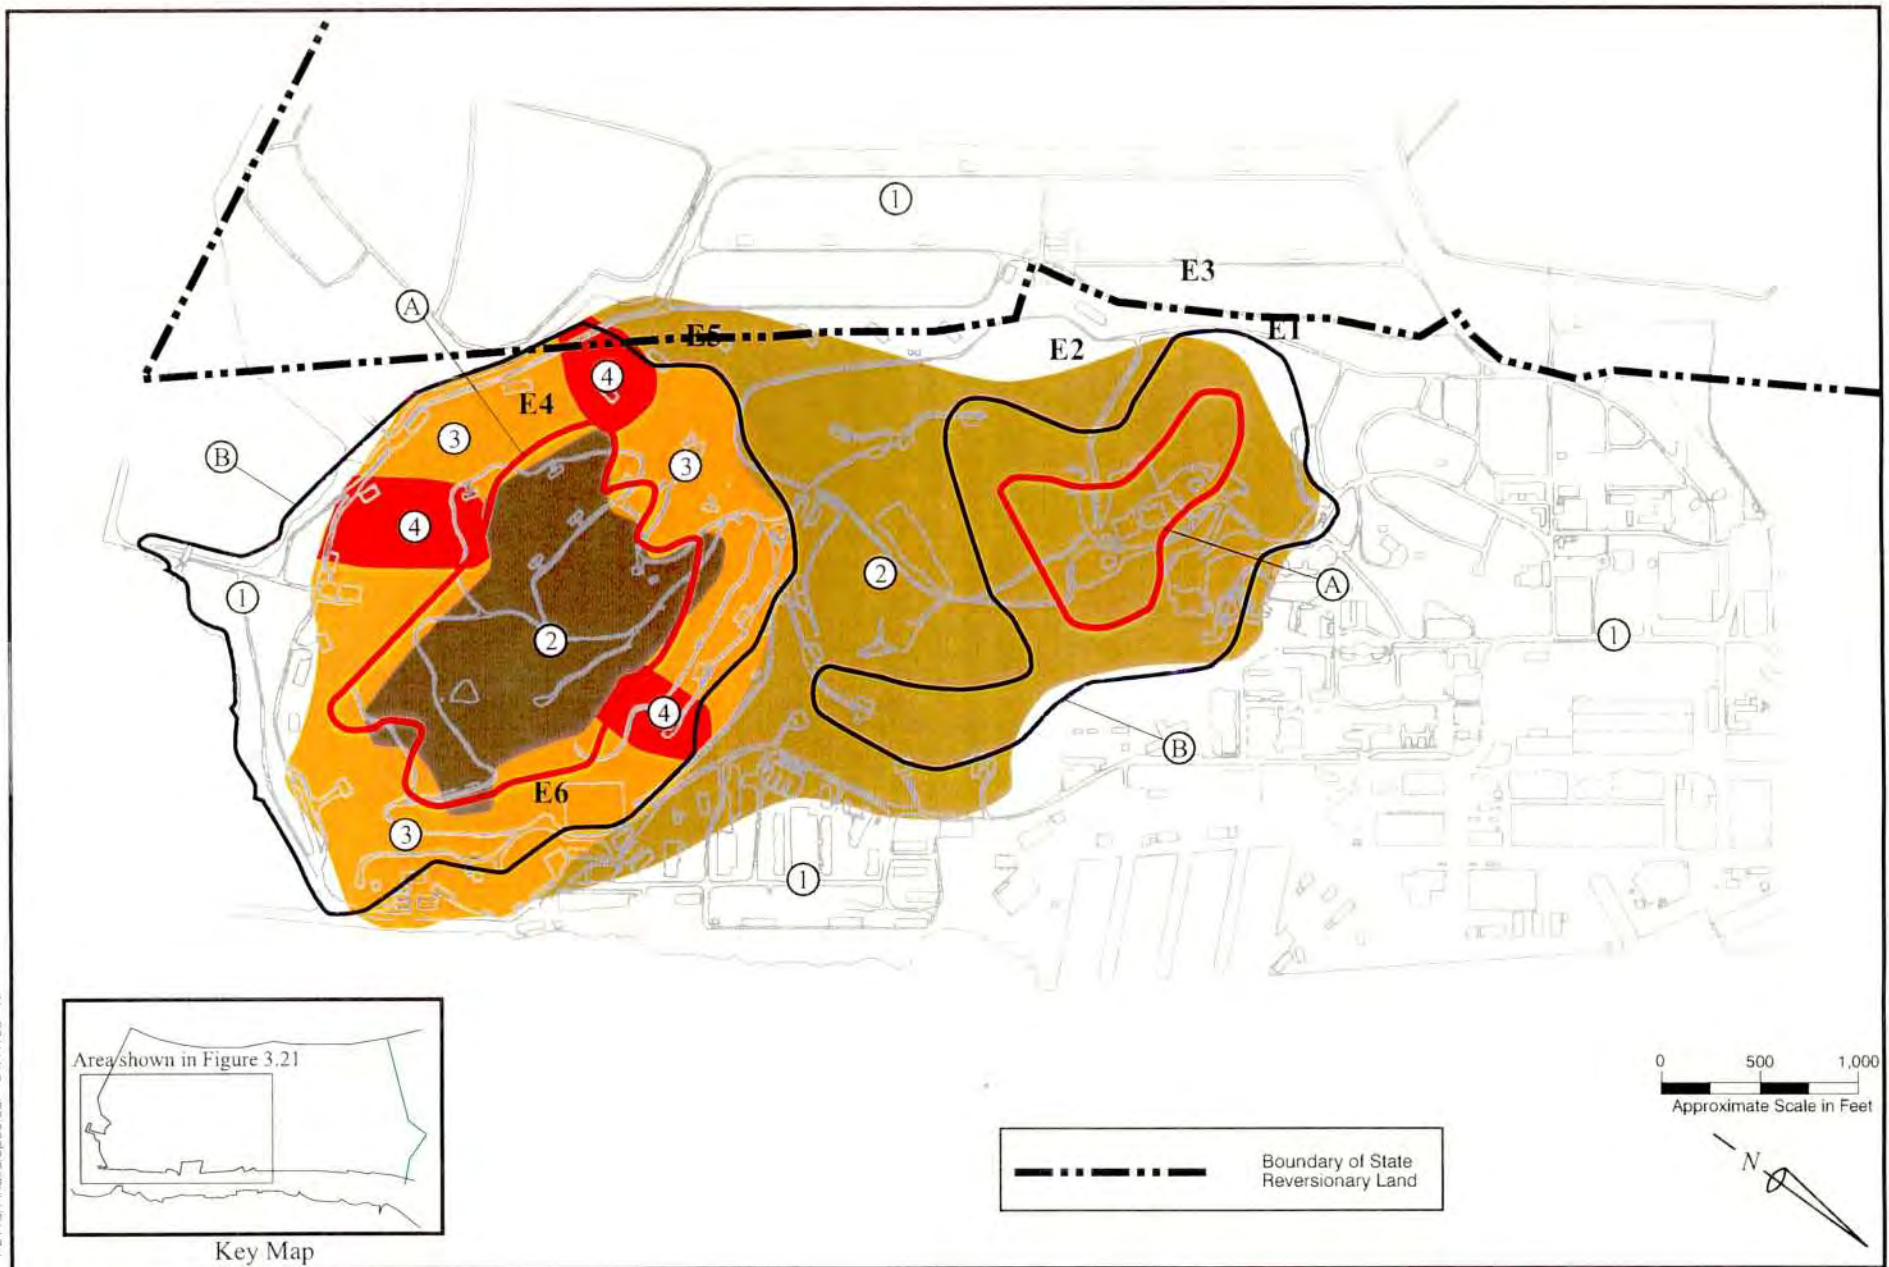 1
E3
A
E1
E5
E2
4
E4
3
3
B
4
2
A
1
1
2
4
B
E6
3
1
Area shown in Figure 3.21
Key Map
0 500 1,000
Approximate Scale in Feet
Boundary of State
Reversionary Land
N